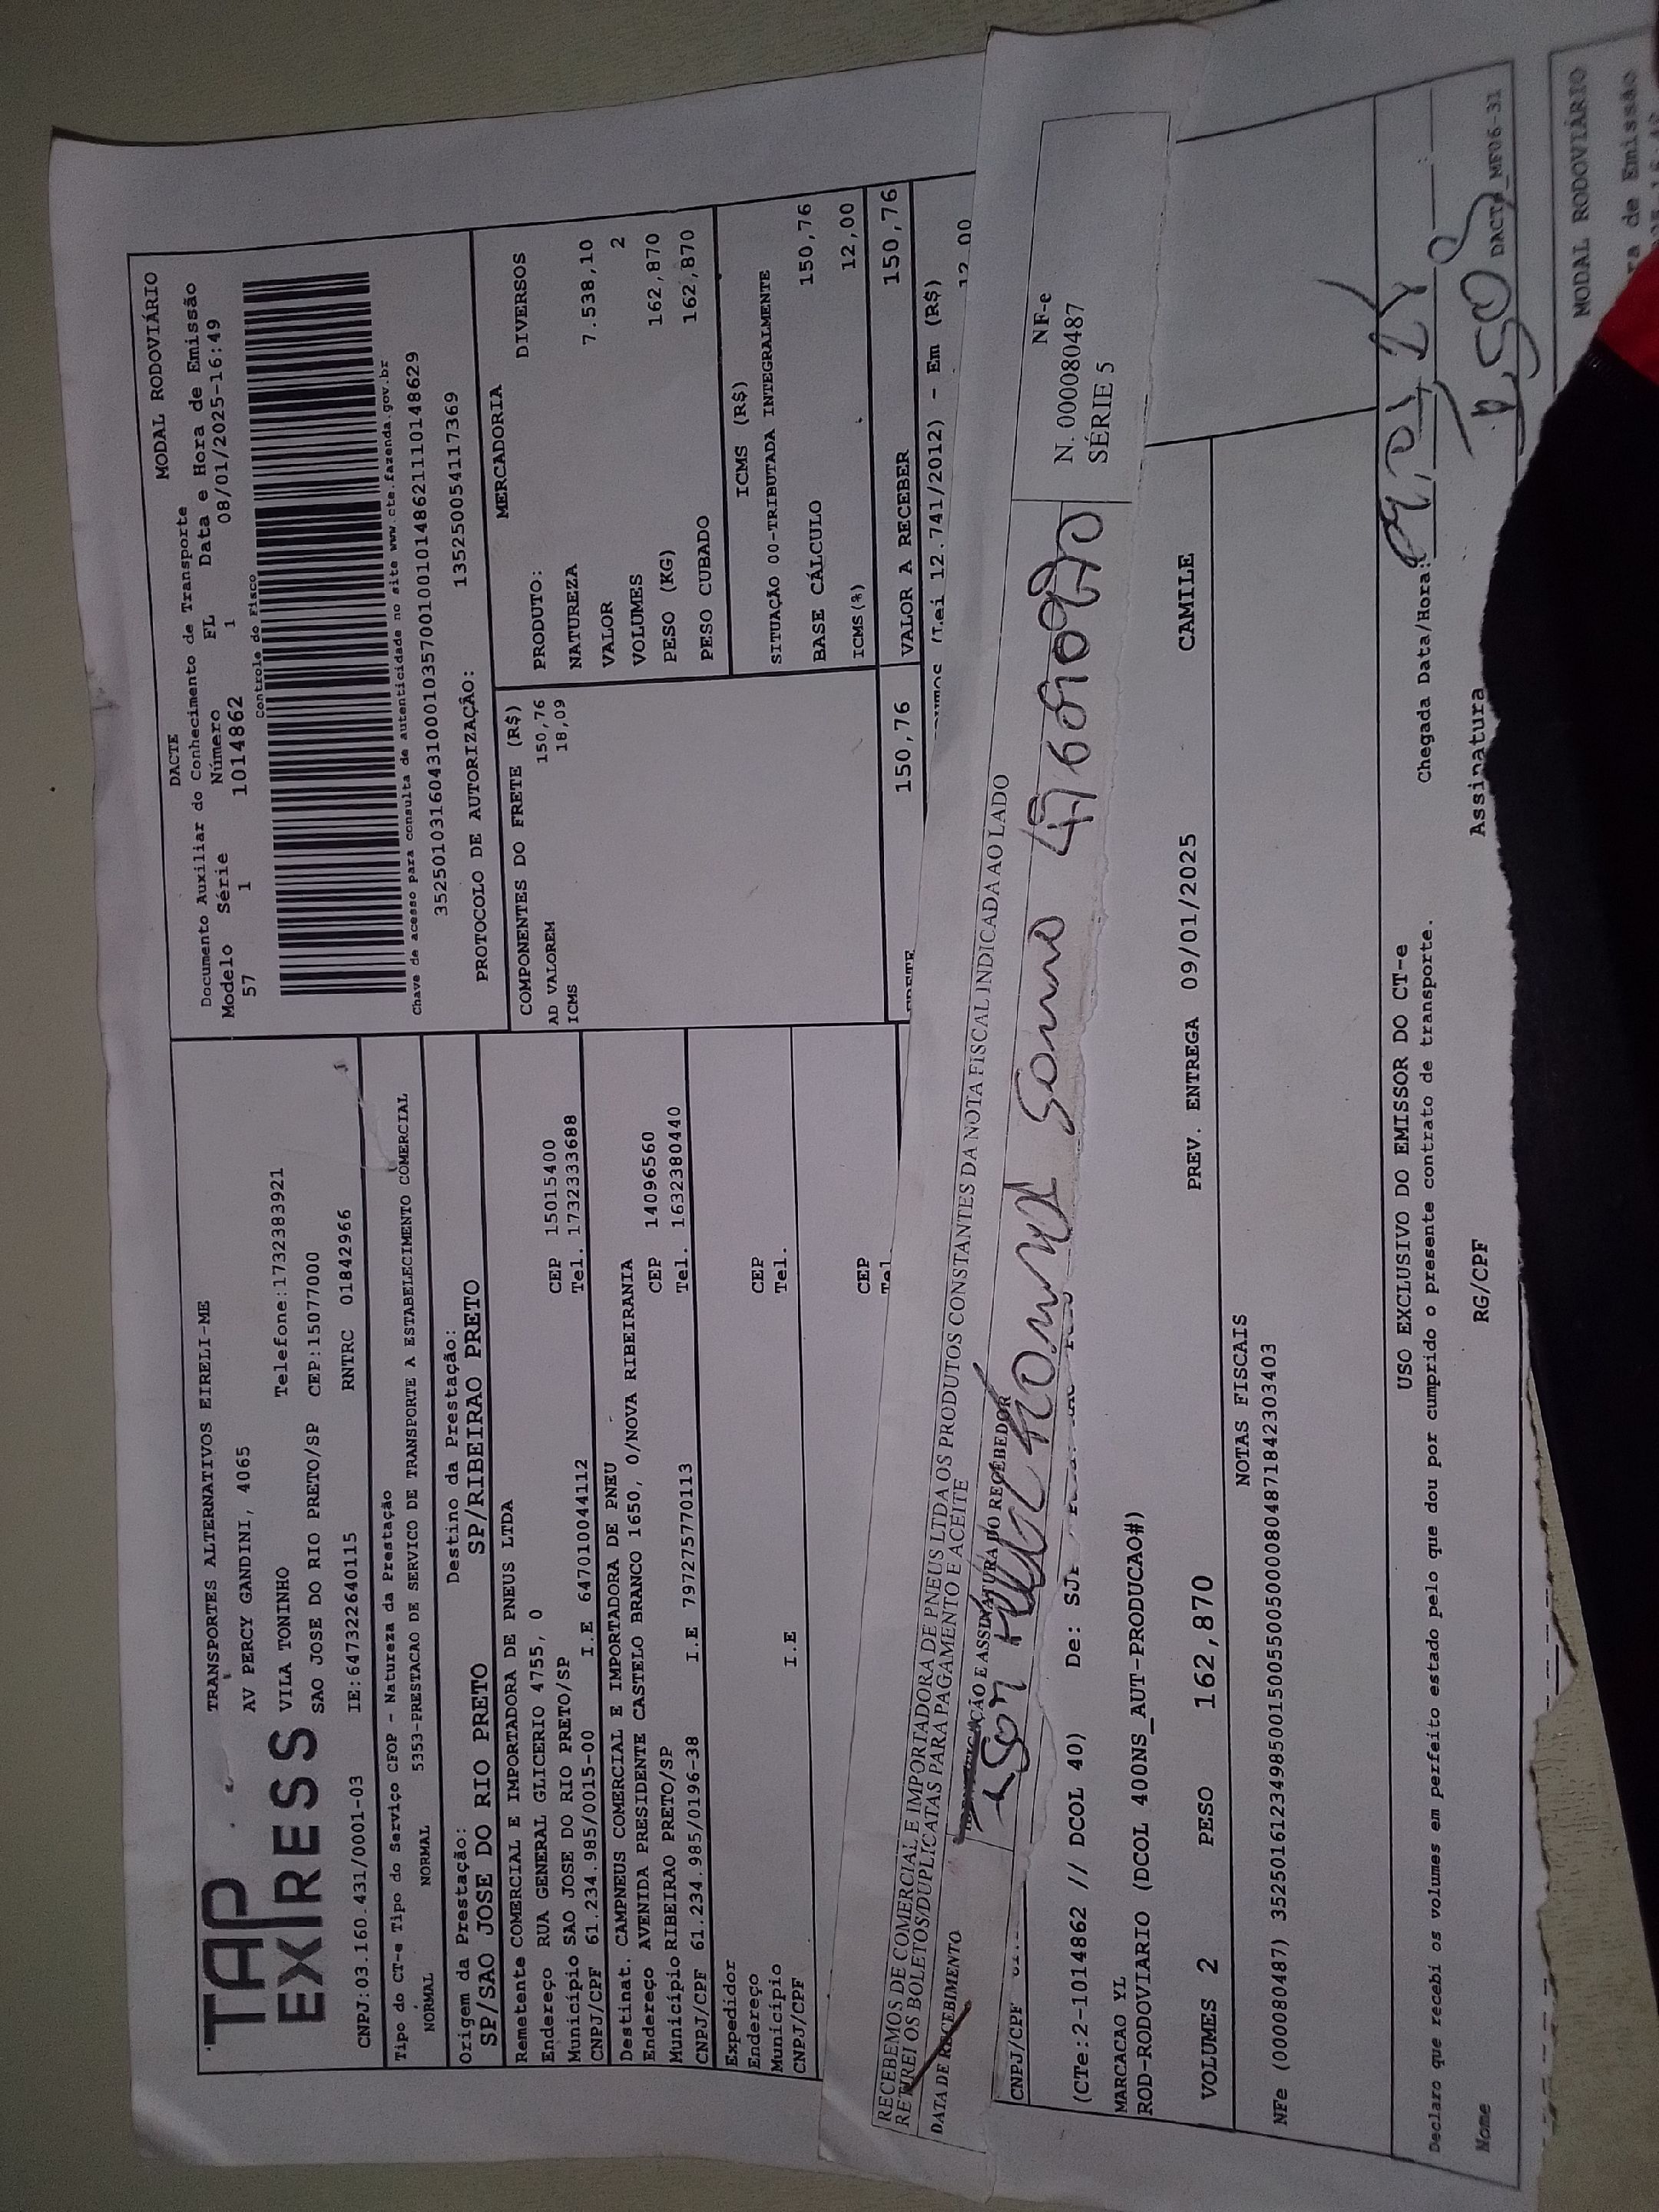 TAP
EXPRESS
TRANSPORTES ALTERNATIVOS EIRELI-ME
AV PERCY GANDINI, 4065
VILA TONINHO Telefone:1732383921
SAO JOSE DO RIO PRETO/SP CEP:15077000
CNPJ:03.160.431/0001-03 IE:647322640115 RNTRC 01842966
DACTE MODAL RODOVIÁRIO
Documento Auxiliar do Conhecimento de Transporte
Modelo Série Número FL Data e Hora de Emissão
57 1 1014862 1 08/01/2025-16:49
Controle do Fisco
Chave de acesso para consulta de autenticidade no site www.cte.fazenda.gov.br
35250103160431000103570010010148621110148629
PROTOCOLO DE AUTORIZAÇÃO: 135250054117369
Tipo do CT-e Tipo do Serviço CFOP - Natureza da Prestação
NORMAL NORMAL 5353-PRESTACAO DE SERVICO DE TRANSPORTE A ESTABELECIMENTO COMERCIAL
Origem da Prestação: Destino da Prestação:
SP/SAO JOSE DO RIO PRETO SP/RIBEIRAO PRETO
Remetente COMERCIAL E IMPORTADORA DE PNEUS LTDA
Endereço RUA GENERAL GLICERIO 4755, 0 CEP 15015400
Município SAO JOSE DO RIO PRETO/SP Tel. 1732333688
CNPJ/CPF 61.234.985/0015-00 I.E 647010044112
Destinat. CAMPNEUS COMERCIAL E IMPORTADORA DE PNEU
Endereço AVENIDA PRESIDENTE CASTELO BRANCO 1650, 0/NOVA RIBEIRANIA
Município RIBEIRAO PRETO/SP CEP 14096560
CNPJ/CPF 61.234.985/0196-38 I.E 797275770113 Tel. 1632380440
Expedidor
Endereço CEP
Município Tel.
CNPJ/CPF I.E
CEP
Tel
COMPONENTES DO FRETE (R$)
AD VALOREM 150,76
ICMS 18,09
MERCADORIA
PRODUTO: DIVERSOS
NATUREZA
VALOR 7.538,10
VOLUMES 2
PESO (KG) 162,870
PESO CUBADO 162,870
ICMS (R$)
SITUAÇÃO 00-TRIBUTADA INTEGRALMENTE
BASE CÁLCULO 150,76
ICMS(%) 12,00
150,76 VALOR A RECEBER 150,76
(Lei 12.741/2012) - Em (R$)
12,00
RECEBEMOS DE COMERCIAL E IMPORTADORA DE PNEUS LTDA OS PRODUTOS CONSTANTES DA NOTA FISCAL INDICADA AO LADO
RETIREI OS BOLETOS/DUPLICATAS PARA PAGAMENTO E ACEITE
DATA DE RECEBIMENTO IDENTIFICAÇÃO E ASSINATURA DO RECEBEDOR
NF-e
N. 000080487
SÉRIE 5
CNPJ/CPF
(CTe:2-1014862 // DCOL 40) De:
MARCACAO YL
ROD-RODOVIARIO (DCOL 400NS_AUT-PRODUCAO#)
VOLUMES 2 PESO 162,870 PREV. ENTREGA 09/01/2025 CAMILE
NOTAS FISCAIS
NFe (000080487) 35250161234985001500550050000804871842303403
USO EXCLUSIVO DO EMISSOR DO CT-e
Declaro que recebi os volumes em perfeito estado pelo que dou por cumprido o presente contrato de transporte. Chegada Data/Hora:
Nome RG/CPF Assinatura
DACTE_MF06-31
MODAL RODOVIÁRIO
ra de Emissão